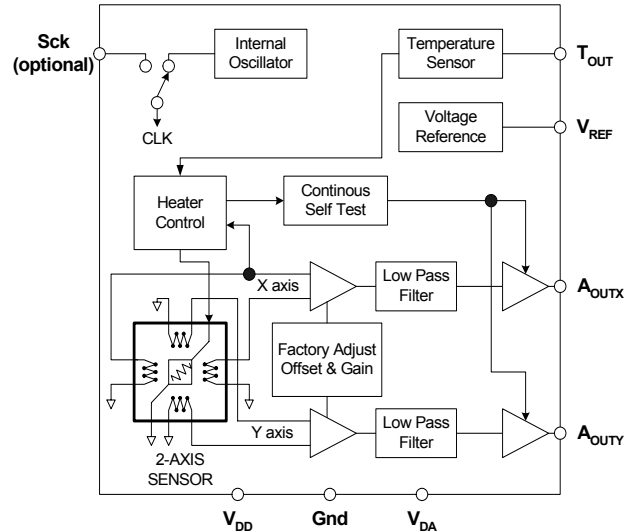 Sck
(optional)
Internal
Oscillator
CLK
Temperature
Sensor
TOUT
Voltage
Reference
VREF
Heater
Control
Continous
Self Test
X axis
Low Pass
Filter
AOUTX
Factory Adjust
Offset & Gain
Y axis
Low Pass
Filter
AOUTY
2-AXIS
SENSOR
VDD
Gnd
VDA